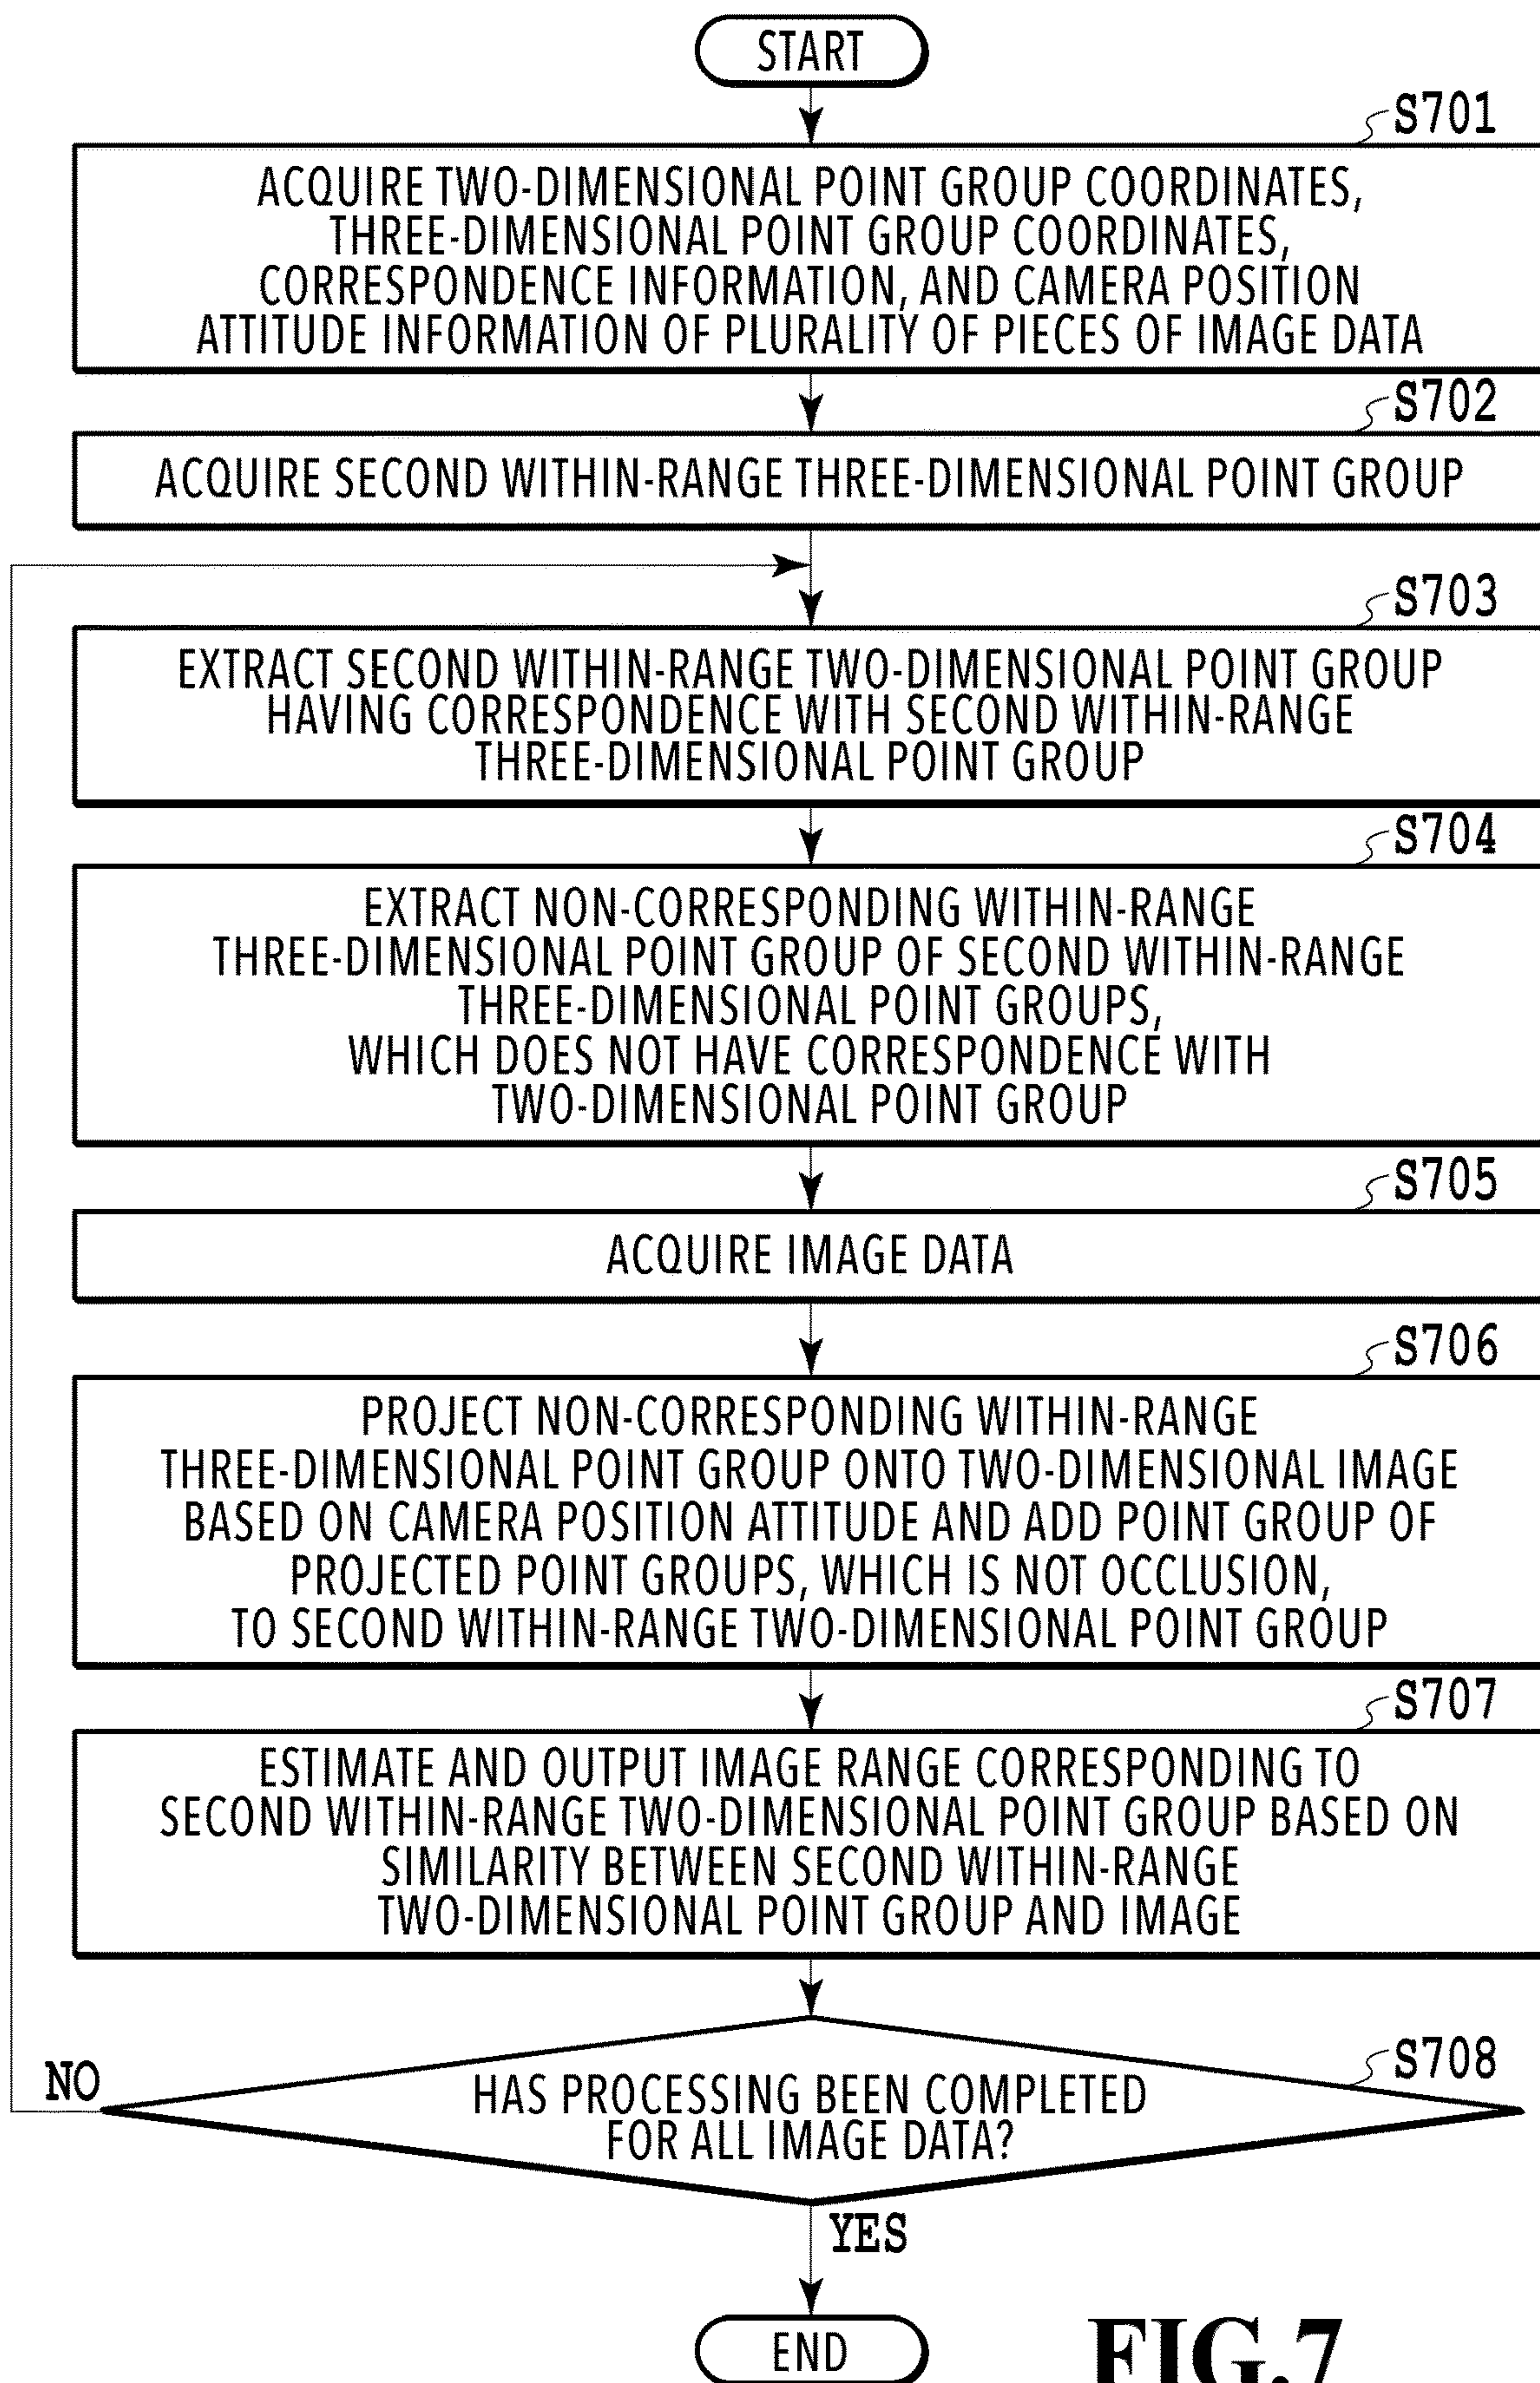 START
S701
ACQUIRE TWO-DIMENSIONAL POINT GROUP COORDINATES,
THREE-DIMENSIONAL POINT GROUP COORDINATES,
CORRESPONDENCE INFORMATION, AND CAMERA POSITION
ATTITUDE INFORMATION OF PLURALITY OF PIECES OF IMAGE DATA
S702
ACQUIRE SECOND WITHIN-RANGE THREE-DIMENSIONAL POINT GROUP
S703
EXTRACT SECOND WITHIN-RANGE TWO-DIMENSIONAL POINT GROUP
HAVING CORRESPONDENCE WITH SECOND WITHIN-RANGE
THREE-DIMENSIONAL POINT GROUP
S704
EXTRACT NON-CORRESPONDING WITHIN-RANGE
THREE-DIMENSIONAL POINT GROUP OF SECOND WITHIN-RANGE
THREE-DIMENSIONAL POINT GROUPS,
WHICH DOES NOT HAVE CORRESPONDENCE WITH
TWO-DIMENSIONAL POINT GROUP
S705
ACQUIRE IMAGE DATA
S706
PROJECT NON-CORRESPONDING WITHIN-RANGE
THREE-DIMENSIONAL POINT GROUP ONTO TWO-DIMENSIONAL IMAGE
BASED ON CAMERA POSITION ATTITUDE AND ADD POINT GROUP OF
PROJECTED POINT GROUPS, WHICH IS NOT OCCLUSION,
TO SECOND WITHIN-RANGE TWO-DIMENSIONAL POINT GROUP
S707
ESTIMATE AND OUTPUT IMAGE RANGE CORRESPONDING TO
SECOND WITHIN-RANGE TWO-DIMENSIONAL POINT GROUP BASED ON
SIMILARITY BETWEEN SECOND WITHIN-RANGE
TWO-DIMENSIONAL POINT GROUP AND IMAGE
S708
NO
HAS PROCESSING BEEN COMPLETED
FOR ALL IMAGE DATA?
YES
END
FIG.7